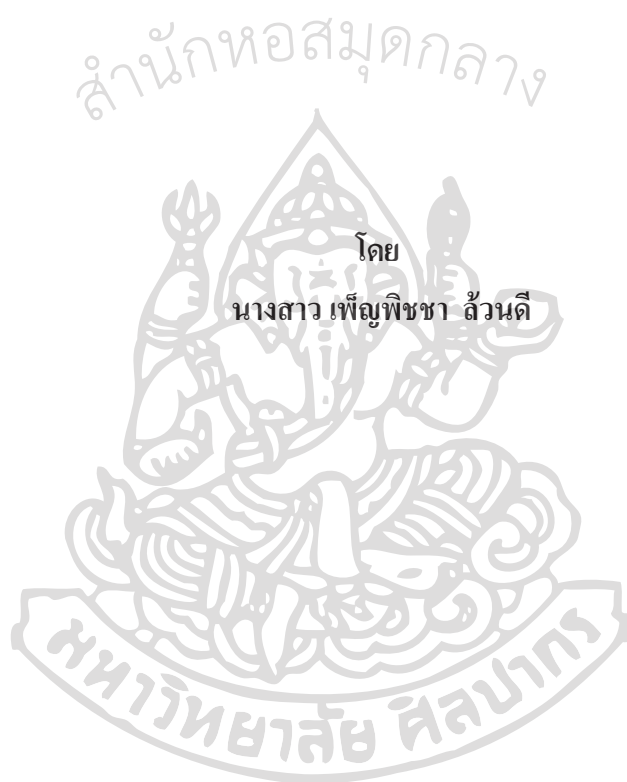 สำนักหอสมุดกลาง
โดย
นางสาว เพ็ญพิชชา ล้วนดี
มหาวิทยาลัย ศิลปากร